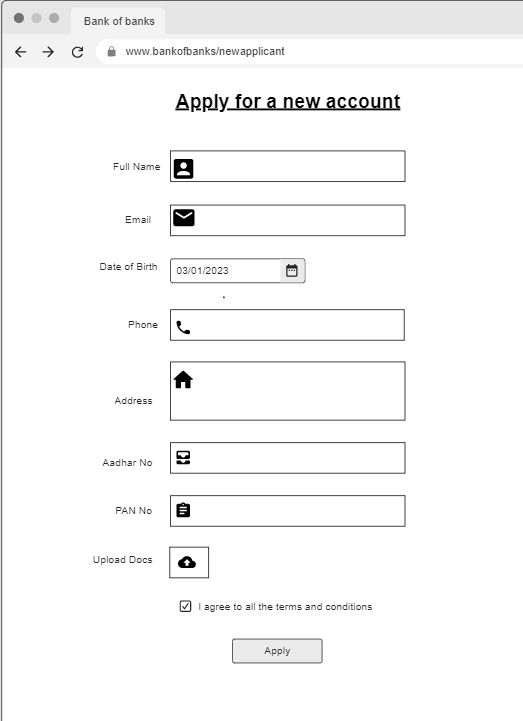 Bank of banks
www.bankofbanks/newapplicant
Apply for a new account
Full Name
Email
Date of Birth
03/01/2023
Phone
Address
Aadhar No
PAN No
Upload Docs
I agree to all the terms and conditions
Apply